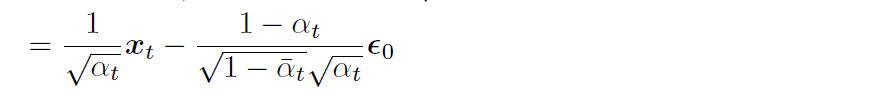 $= \frac{1}{\sqrt{\alpha_t}} \boldsymbol{x}_t - \frac{1 - \alpha_t}{\sqrt{1 - \bar{\alpha}_t} \sqrt{\alpha_t}} \boldsymbol{\epsilon}_0$